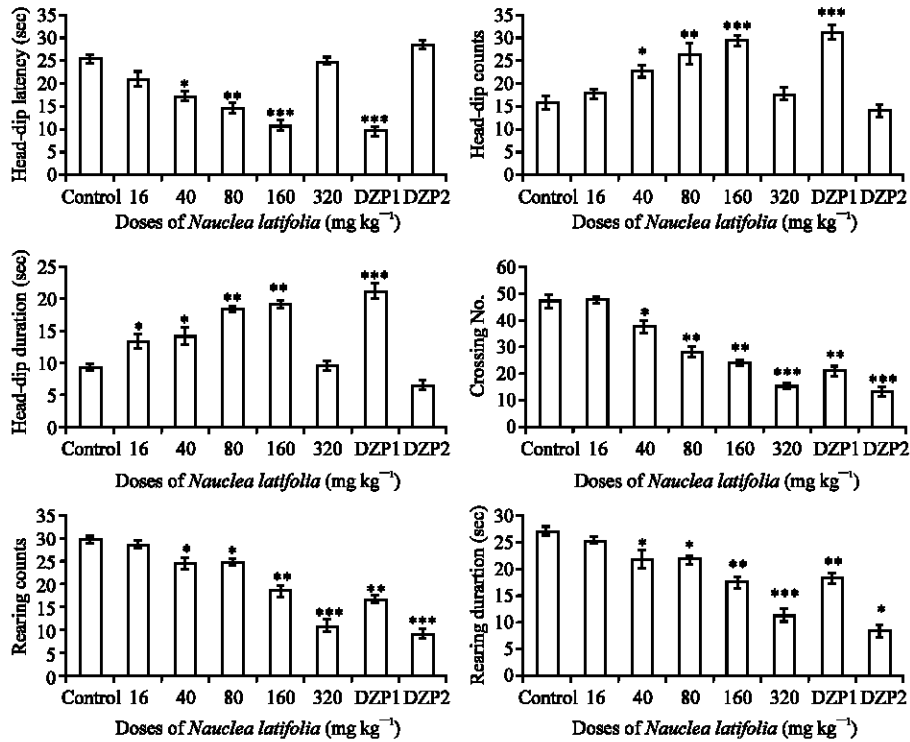 Head-dip latency (sec)
35
30
25
20
15
10
5
0
* ** *** ***
Control 16 40 80 160 320 DZP1 DZP2
Doses of Nauclea latifolia (mg kg⁻¹)
Head-dip counts
35
30
25
20
15
10
5
0
* ** *** ***
Control 16 40 80 160 320 DZP1 DZP2
Doses of Nauclea latifolia (mg kg⁻¹)
Head-dip duration (sec)
25
20
15
10
5
0
* * ** ** ***
Control 16 40 80 160 320 DZP1 DZP2
Doses of Nauclea latifolia (mg kg⁻¹)
Crossing No.
60
50
40
30
20
10
0
* ** ** *** ** ***
Control 16 40 80 160 320 DZP1 DZP2
Doses of Nauclea latifolia (mg kg⁻¹)
Rearing counts
35
30
25
20
15
10
5
0
* * ** *** ** ***
Control 16 40 80 160 320 DZP1 DZP2
Doses of Nauclea latifolia (mg kg⁻¹)
Rearing durartion (sec)
30
25
20
15
10
5
0
* * ** *** ** *
Control 16 40 80 160 320 DZP1 DZP2
Doses of Nauclea latifolia (mg kg⁻¹)